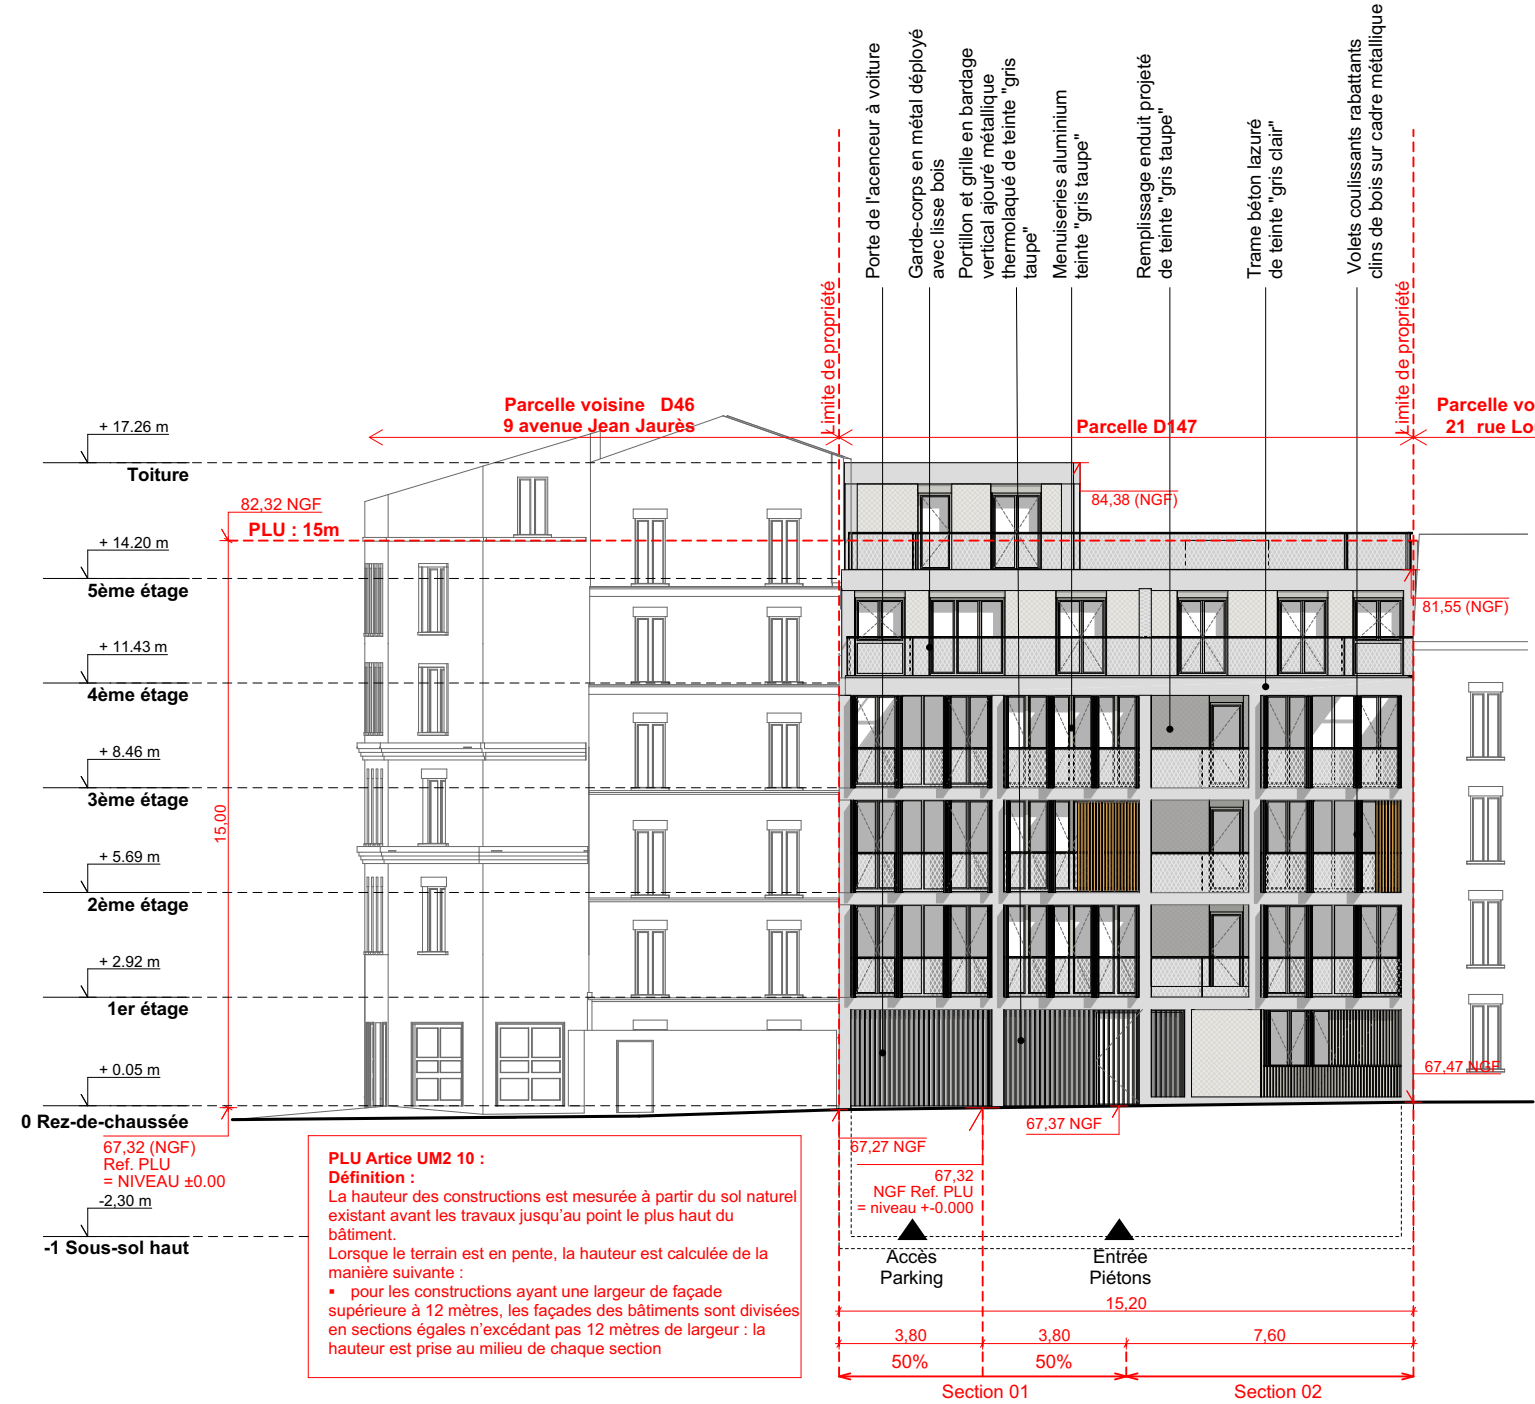 Porte de l'acenceur à voiture
Garde-corps en métal déployé
avec lisse bois
Portillon et grille en bardage
vertical ajouré métallique
thermolaqué de teinte "gris
taupe"
Menuiseries aluminium
teinte "gris taupe"
Remplissage enduit projeté
de teinte "gris taupe"
Trame béton lazuré
de teinte "gris clair"
Volets coulissants rabattants
clins de bois sur cadre métallique
Limite de propriété
Limite de propriété
Parcelle voisine D46
9 avenue Jean Jaurès
Parcelle D147
Parcelle vo
21 rue Lo
+ 17.26 m
Toiture
82,32 NGF
PLU : 15m
84,38 (NGF)
+ 14.20 m
5ème étage
81,55 (NGF)
+ 11.43 m
4ème étage
+ 8.46 m
3ème étage
15,00
+ 5.69 m
2ème étage
+ 2.92 m
1er étage
+ 0.05 m
0 Rez-de-chaussée
67,47 NGF
67,32 (NGF)
Ref. PLU
= NIVEAU ±0.00
67,27 NGF
67,37 NGF
67,32
NGF Ref. PLU
= niveau +-0.000
-2,30 m
-1 Sous-sol haut
PLU Artice UM2 10 :
Définition :
La hauteur des constructions est mesurée à partir du sol naturel
existant avant les travaux jusqu'au point le plus haut du
bâtiment.
Lorsque le terrain est en pente, la hauteur est calculée de la
manière suivante :
▪ pour les constructions ayant une largeur de façade
supérieure à 12 mètres, les façades des bâtiments sont divisées
en sections égales n'excédant pas 12 mètres de largeur : la
hauteur est prise au milieu de chaque section
Accès
Parking
Entrée
Piétons
15,20
3,80
3,80
7,60
50%
50%
Section 01
Section 02